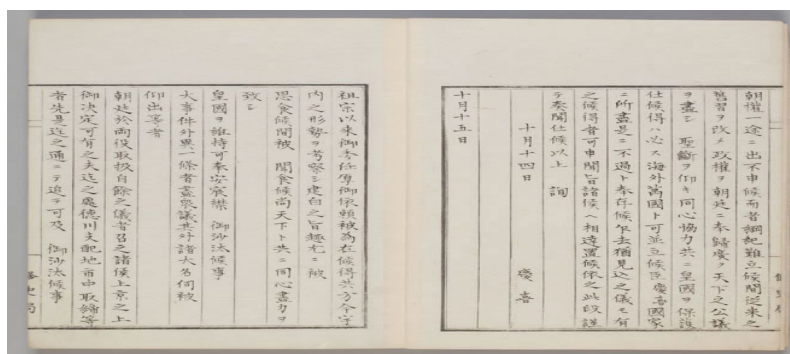 朝權一途ニ出不申候而者綱紀難立候間從来之
舊習ヲ改メ政權ヲ朝廷ニ奉歸廣ク天下之公議
ヲ盡シ 聖斷ヲ仰キ同心協力共ニ皇國ヲ保護
仕候得ハ必ス海外萬國ト可並立候臣慶喜國家
ニ所盡是ニ不過ト奉存候乍去猶見込之儀モ有
之候得者可申聞旨諸侯ヘ相達置候依之此段謹
テ奏聞仕候以上 詢
十月十四日 慶喜
十月十五日
祖宗以来御委任厚御依頼被為在候得共方今宇
内之形勢ヲ考察シ建白之旨趣尤ニ被
思食候間被 聞食候尚天下ト共ニ同心盡力ヲ
致シ
皇國ヲ維持可奉安宸襟 御沙汰候事
大事件外異一條者盡衆議其外諸大名伺被
仰出等者
朝廷於両役取扱自餘之儀者召之諸侯上京之上
御决定可有之夫迄之處徳川支配地市中取締等
者先是迄之通ニテ追テ可及 御沙汰候事